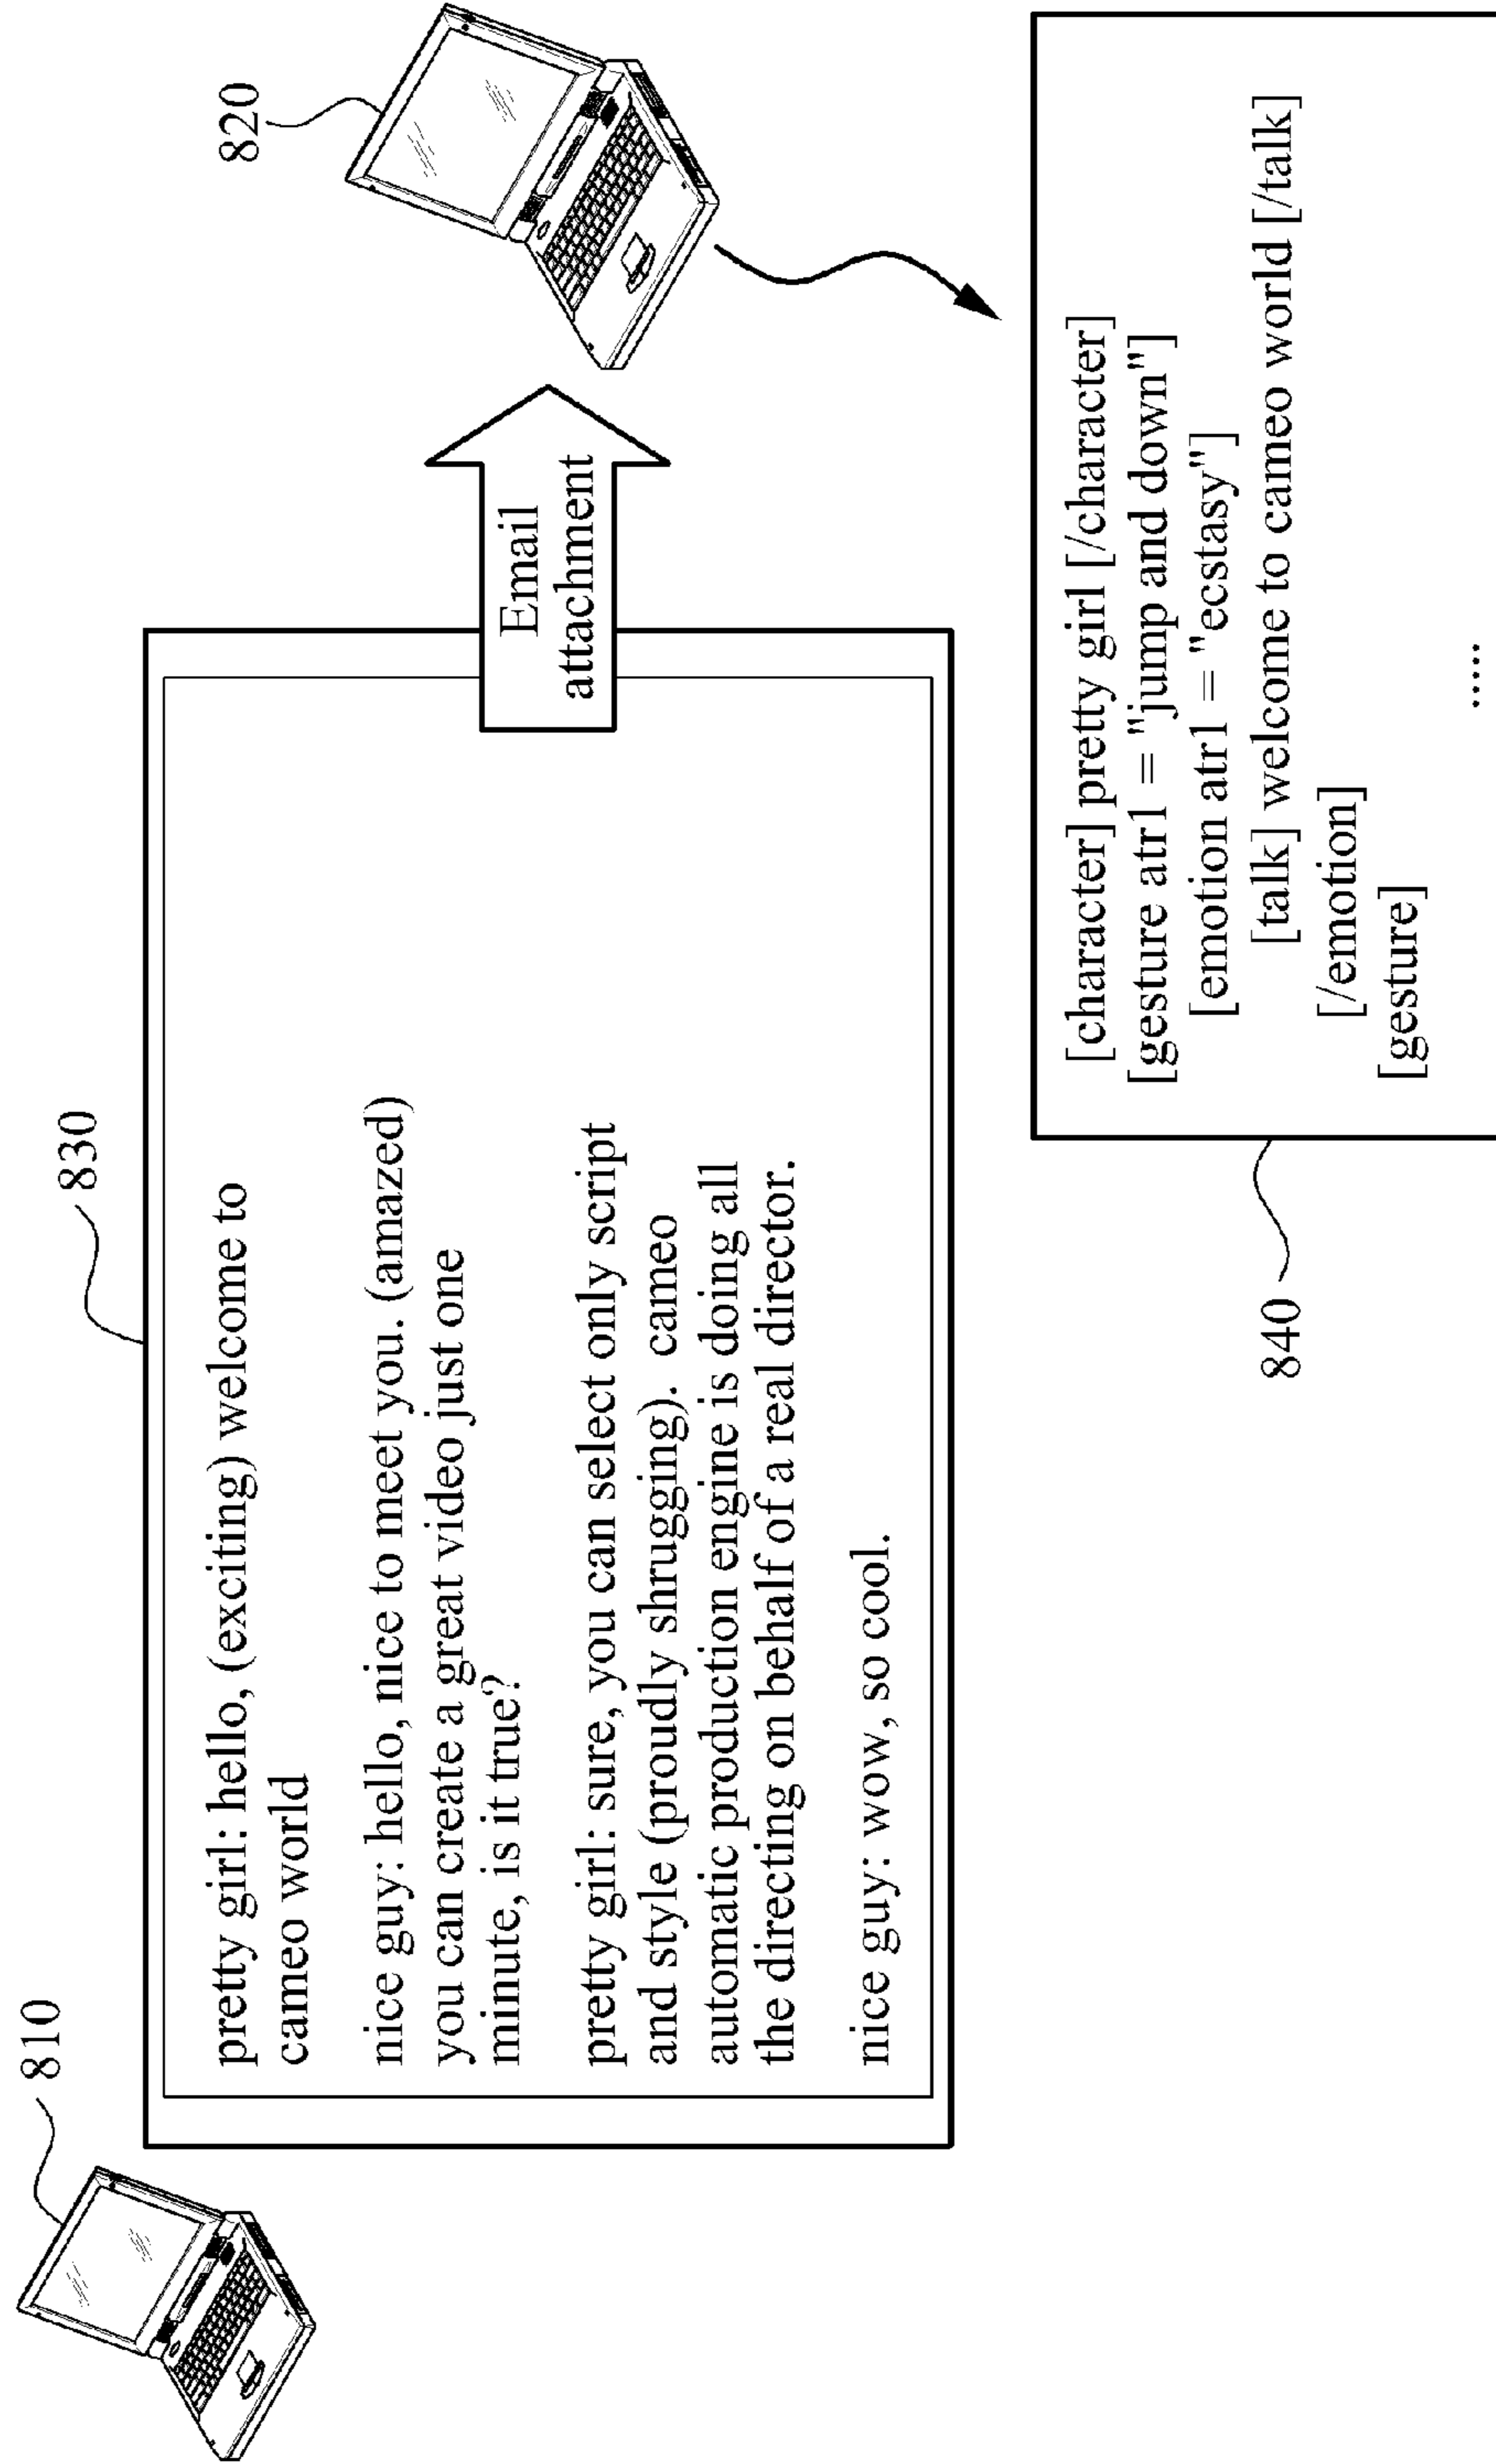 810
830
pretty girl: hello, (exciting) welcome to
cameo world
nice guy: hello, nice to meet you. (amazed)
you can create a great video just one
minute, is it true?
pretty girl: sure, you can select only script
and style (proudly shrugging).  cameo
automatic production engine is doing all
the directing on behalf of a real director.
nice guy: wow, so cool.
Email
attachment
820
840
[character] pretty girl [/character]
[gesture atr1 = "jump and down"]
[emotion atr1 = "ecstasy"]
[talk] welcome to cameo world [/talk]
[/emotion]
[gesture]
.....